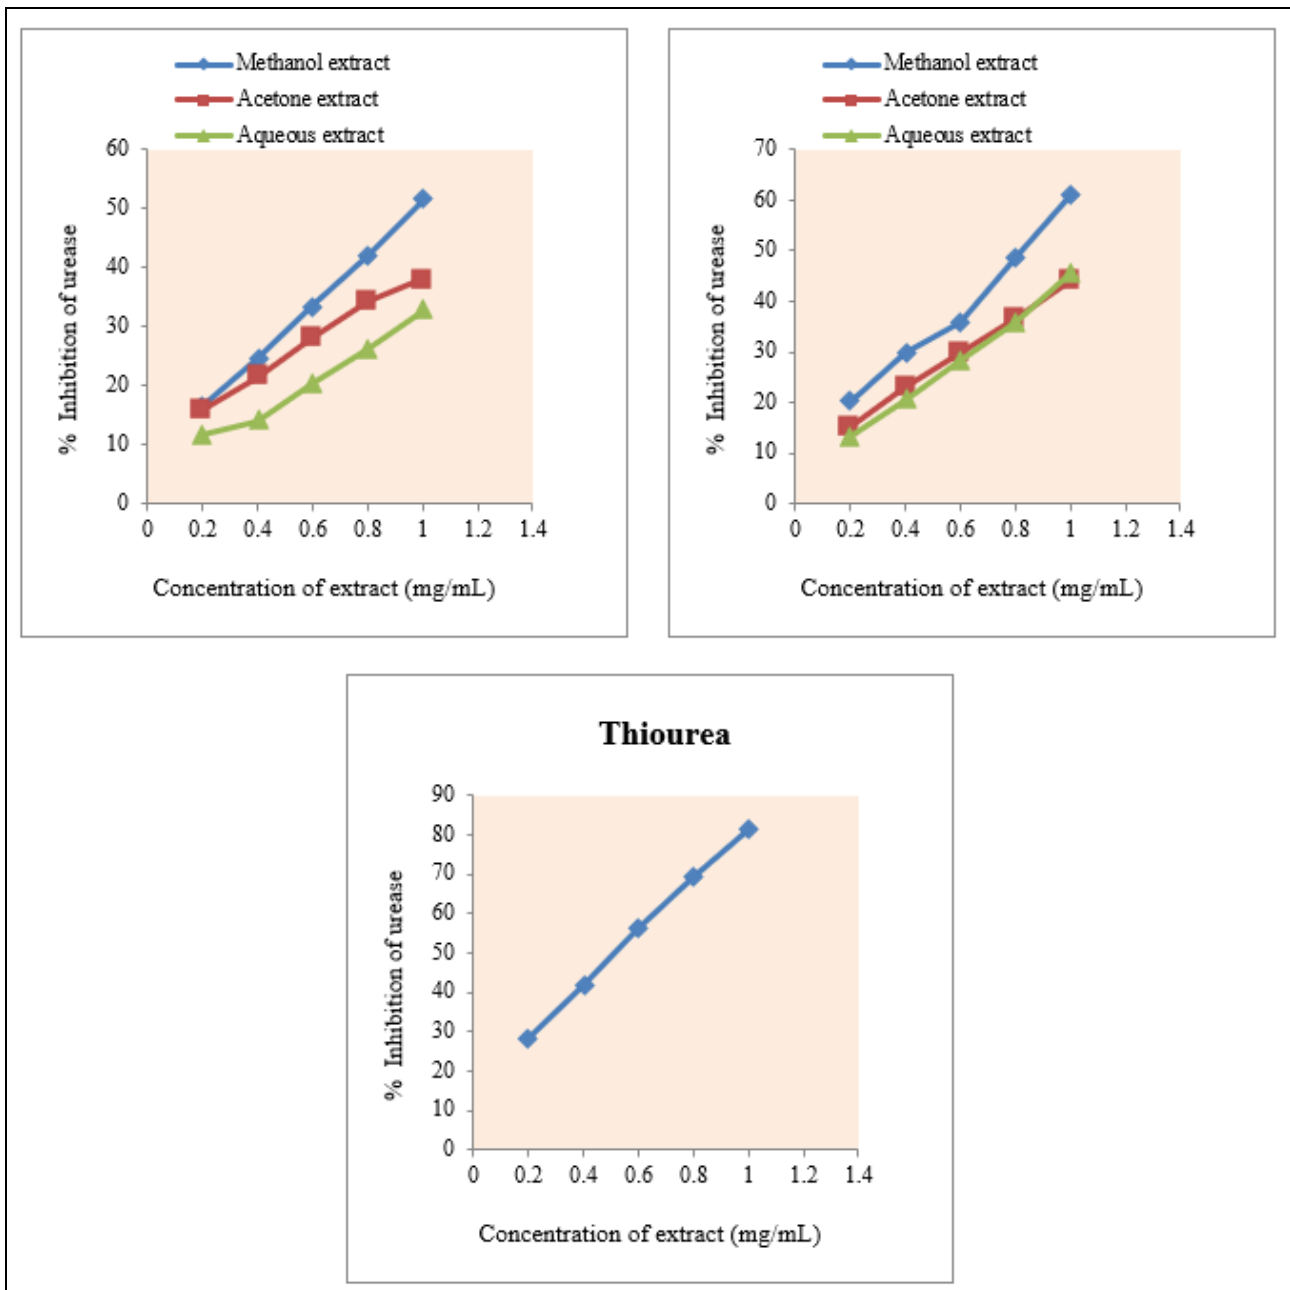 Methanol extract
Acetone extract
Aqueous extract
60
50
40
30
20
10
0
% Inhibition of urease
0 0.2 0.4 0.6 0.8 1 1.2 1.4
Concentration of extract (mg/mL)
Methanol extract
Acetone extract
Aqueous extract
70
60
50
40
30
20
10
0
% Inhibition of urease
0 0.2 0.4 0.6 0.8 1 1.2 1.4
Concentration of extract (mg/mL)
Thiourea
90
80
70
60
50
40
30
20
10
0
% Inhibition of urease
0 0.2 0.4 0.6 0.8 1 1.2 1.4
Concentration of extract (mg/mL)